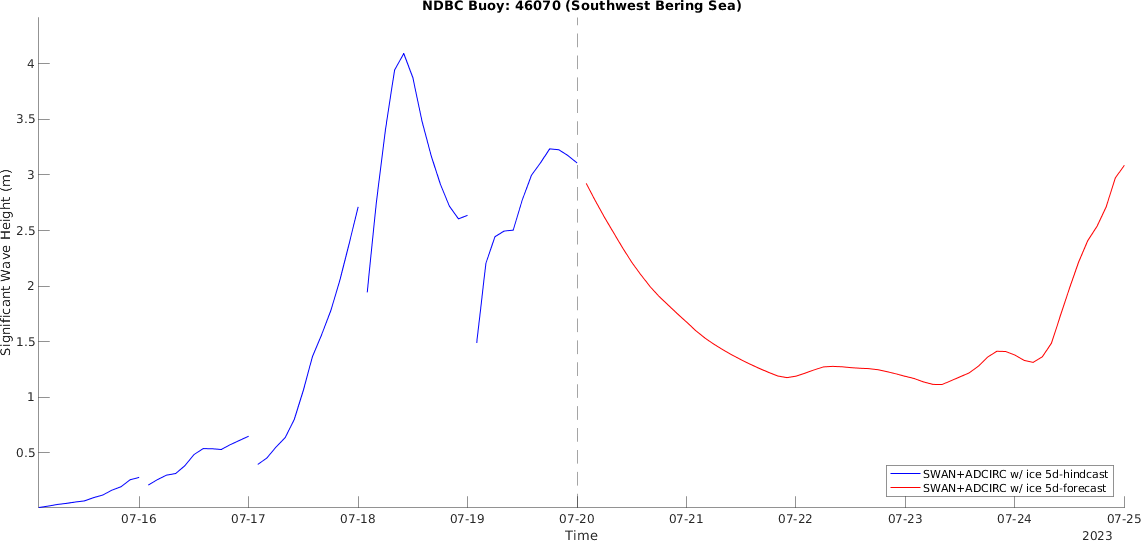 NDBC Buoy: 46070 (Southwest Bering Sea)
Significant Wave Height (m)
4
3.5
3
2.5
2
1.5
1
0.5
SWAN+ADCIRC w/ ice 5d-hindcast
SWAN+ADCIRC w/ ice 5d-forecast
07-16 07-17 07-18 07-19 07-20 07-21 07-22 07-23 07-24 07-25
Time
2023